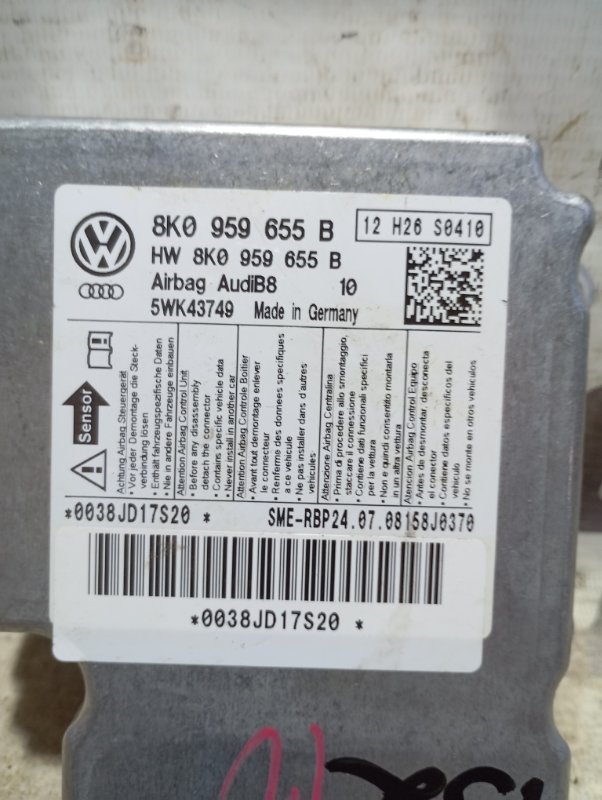 8K0 959 655 B
12 H26 S0410
HW 8K0 959 655 B
Airbag AudiB8 10
5WK43749 Made in Germany
Sensor
Achtung Airbag Steuergerät
• Vor jeder Demontage die Steck-
verbindung lösen
• Enthält fahrzeugspezifische Daten
• Nie in andere Fahrzeuge einbauen
Attention Airbag Control Unit
• Before any disassembly
detach the connector
• Contains specific vehicle data
• Never install in another car
Attention Airbag Controle Boitier
• Avant tout demontage enlever
le connecteur
• Renferme des donnees specifiques
a ce vehicule
• Ne pas installer dans d'autres
vehicules
Attenzione Airbag Centralina
• Prima di procedere allo smontaggio,
staccare il connessione
• Contiene dati funzionali specifici
per la vettura
• Non e quindi consentito montarla
in un altra vettura
Atencion Airbag Control Equipo
• Antes de desmontar, desconecta
el conector
• Contiene datos especificos del
vehiculo
• No se monte en otros vehiculos
*0038JD17S20 *
SME-RBP24.07.08158J0370
*0038JD17S20 *